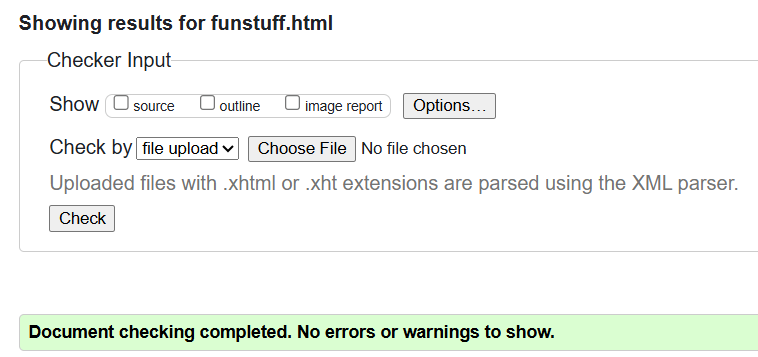 Showing results for funstuff.html
Checker Input
Show source outline image report Options...
Check by file upload Choose File No file chosen
Uploaded files with .xhtml or .xht extensions are parsed using the XML parser.
Check
Document checking completed. No errors or warnings to show.